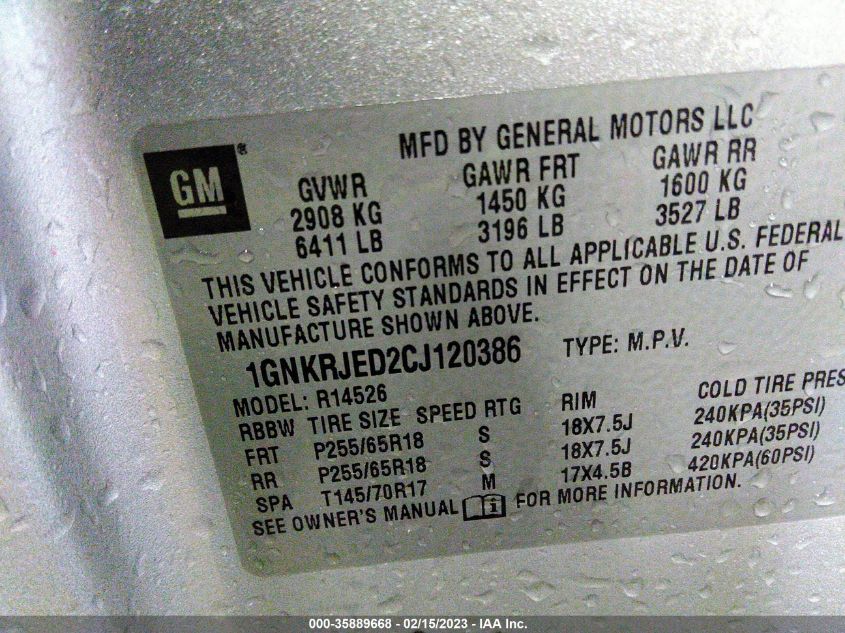 MFD BY GENERAL MOTORS LLC
GM®
GVWR GAWR FRT GAWR RR
2908 KG 1450 KG 1600 KG
6411 LB 3196 LB 3527 LB
THIS VEHICLE CONFORMS TO ALL APPLICABLE U.S. FEDERAL
VEHICLE SAFETY STANDARDS IN EFFECT ON THE DATE OF
MANUFACTURE SHOWN ABOVE.
1GNKRJED2CJ120386 TYPE: M.P.V.
MODEL: R14526
RBBW TIRE SIZE SPEED RTG RIM COLD TIRE PRES
FRT P255/65R18 S 18X7.5J 240KPA(35PSI)
RR P255/65R18 S 18X7.5J 240KPA(35PSI)
SPA T145/70R17 M 17X4.5B 420KPA(60PSI)
SEE OWNER'S MANUAL i FOR MORE INFORMATION.
000-35889668 - 02/15/2023 - IAA Inc.